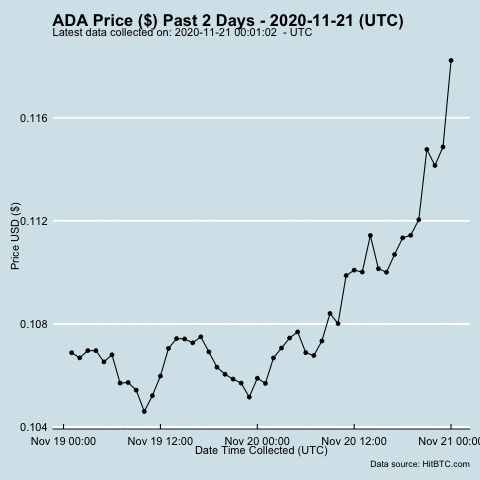 ADA Price ($) Past 2 Days - 2020-11-21 (UTC)
Latest data collected on: 2020-11-21 00:01:02 - UTC
0.116
0.112
0.108
0.104
Price USD ($)
Nov 19 00:00 Nov 19 12:00 Nov 20 00:00 Nov 20 12:00 Nov 21 00:00
Date Time Collected (UTC)
Data source: HitBTC.com